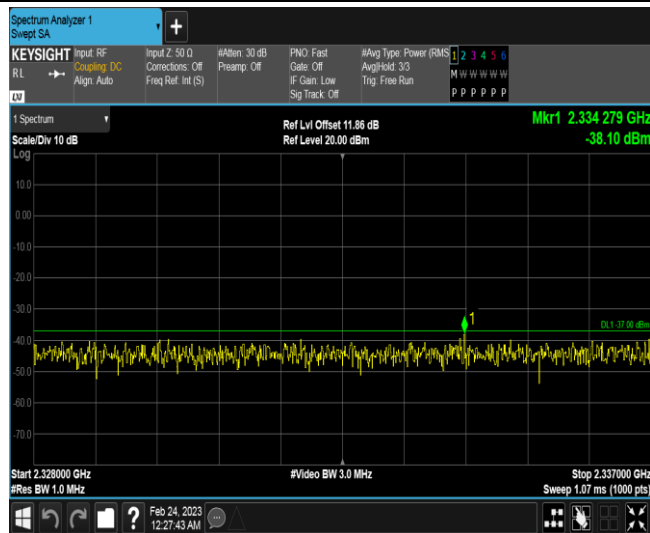 Spectrum Analyzer 1
Swept SA
+
KEYSIGHT
RL
LXI
Input: RF
Coupling: DC
Align: Auto
Input Z: 50 Ω
Corrections: Off
Freq Ref: Int (S)
#Atten: 30 dB
Preamp: Off
PNO: Fast
Gate: Off
IF Gain: Low
Sig Track: Off
#Avg Type: Power (RMS
Avg|Hold: 3/3
Trig: Free Run
1 2 3 4 5 6
M W W W W W
P P P P P P
1 Spectrum
Scale/Div 10 dB
Ref Lvl Offset 11.86 dB
Ref Level 20.00 dBm
Mkr1 2.334 279 GHz
-38.10 dBm
Log
10.0
0.00
-10.0
-20.0
-30.0
1
DL1 -37.00 dBm
-40.0
-50.0
-60.0
-70.0
Start 2.328000 GHz
#Video BW 3.0 MHz
Stop 2.337000 GHz
#Res BW 1.0 MHz
Sweep 1.07 ms (1000 pts)
?
Feb 24, 2023
12:27:43 AM